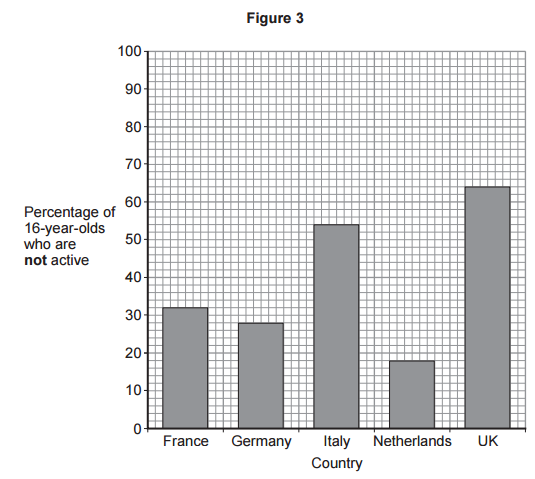 Figure 3
100
90
80
70
60
50
40
30
20
10
0
Percentage of
16-year-olds
who are
not active
France Germany Italy Netherlands UK
Country